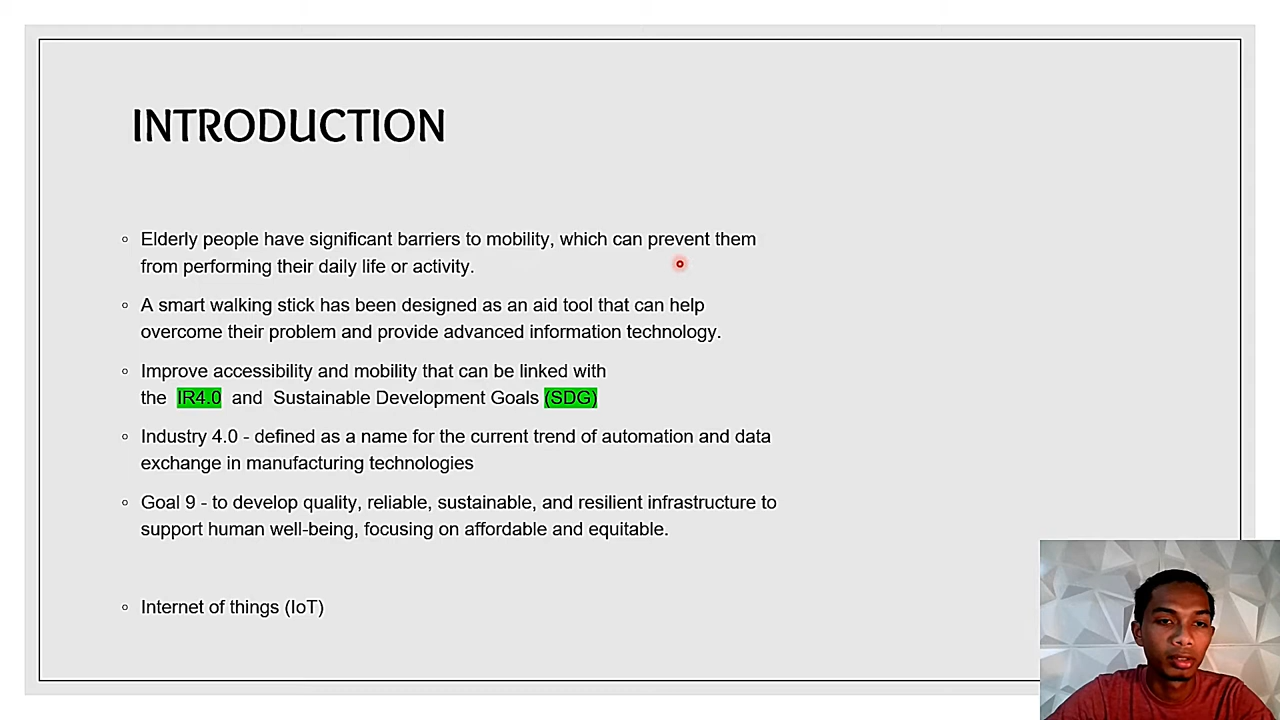 INTRODUCTION
Elderly people have significant barriers to mobility, which can prevent them
from performing their daily life or activity.
A smart walking stick has been designed as an aid tool that can help
overcome their problem and provide advanced information technology.
Improve accessibility and mobility that can be linked with
the IR4.0 and Sustainable Development Goals (SDG)
Industry 4.0 - defined as a name for the current trend of automation and data
exchange in manufacturing technologies
Goal 9 - to develop quality, reliable, sustainable, and resilient infrastructure to
support human well-being, focusing on affordable and equitable.
Internet of things (IoT)